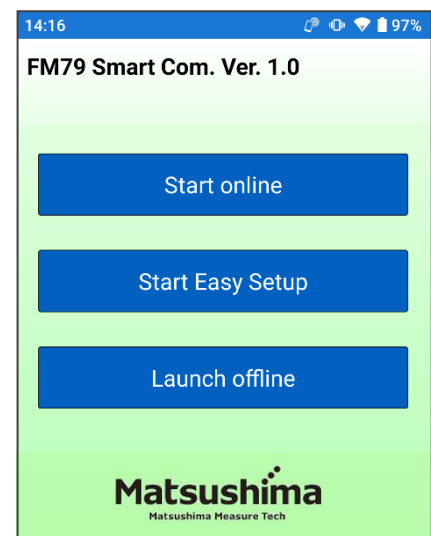 14:16 97%
FM79 Smart Com. Ver. 1.0
Start online
Start Easy Setup
Launch offline
Matsushima
Matsushima Measure Tech